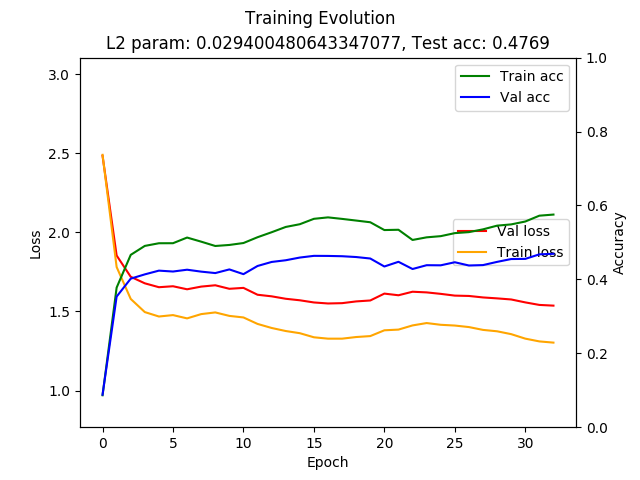 Training Evolution
L2 param: 0.029400480643347077, Test acc: 0.4769
Train acc
Val acc
Val loss
Train loss
Loss
3.0
2.5
2.0
1.5
1.0
1.0
0.8
0.6
0.4
0.2
0.0
Accuracy
0 5 10 15 20 25 30
Epoch